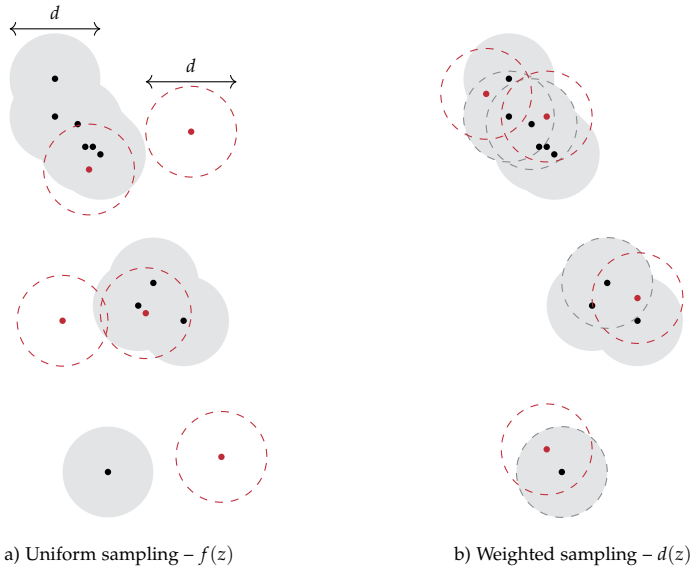 d
d
a) Uniform sampling – f(z)
b) Weighted sampling – d(z)